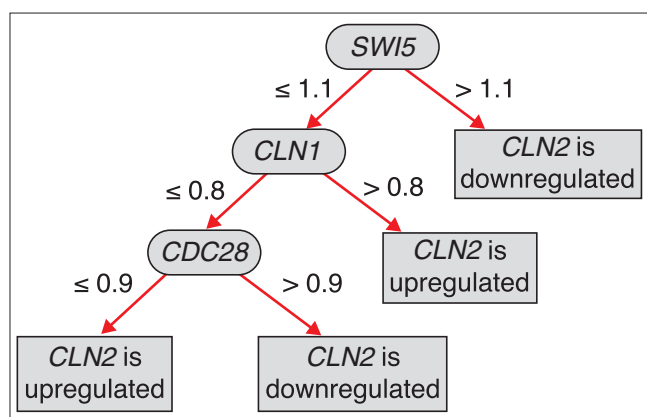 SWI5
≤ 1.1
> 1.1
CLN1
CLN2 is
downregulated
≤ 0.8
> 0.8
CDC28
CLN2 is
upregulated
≤ 0.9
> 0.9
CLN2 is
upregulated
CLN2 is
downregulated